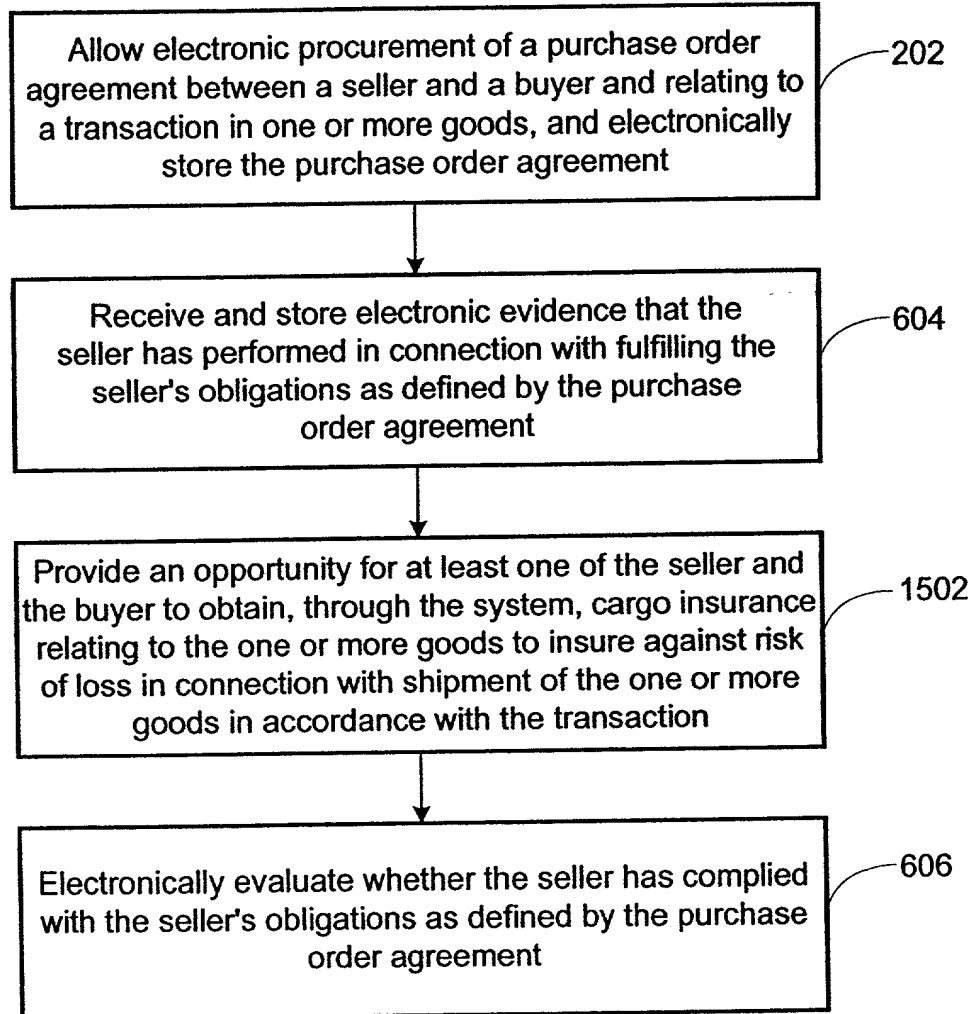 Allow electronic procurement of a purchase order
agreement between a seller and a buyer and relating to
a transaction in one or more goods, and electronically
store the purchase order agreement
202
Receive and store electronic evidence that the
seller has performed in connection with fulfilling the
seller's obligations as defined by the purchase
order agreement
604
Provide an opportunity for at least one of the seller and
the buyer to obtain, through the system, cargo insurance
relating to the one or more goods to insure against risk
of loss in connection with shipment of the one or more
goods in accordance with the transaction
1502
Electronically evaluate whether the seller has complied
with the seller's obligations as defined by the purchase
order agreement
606